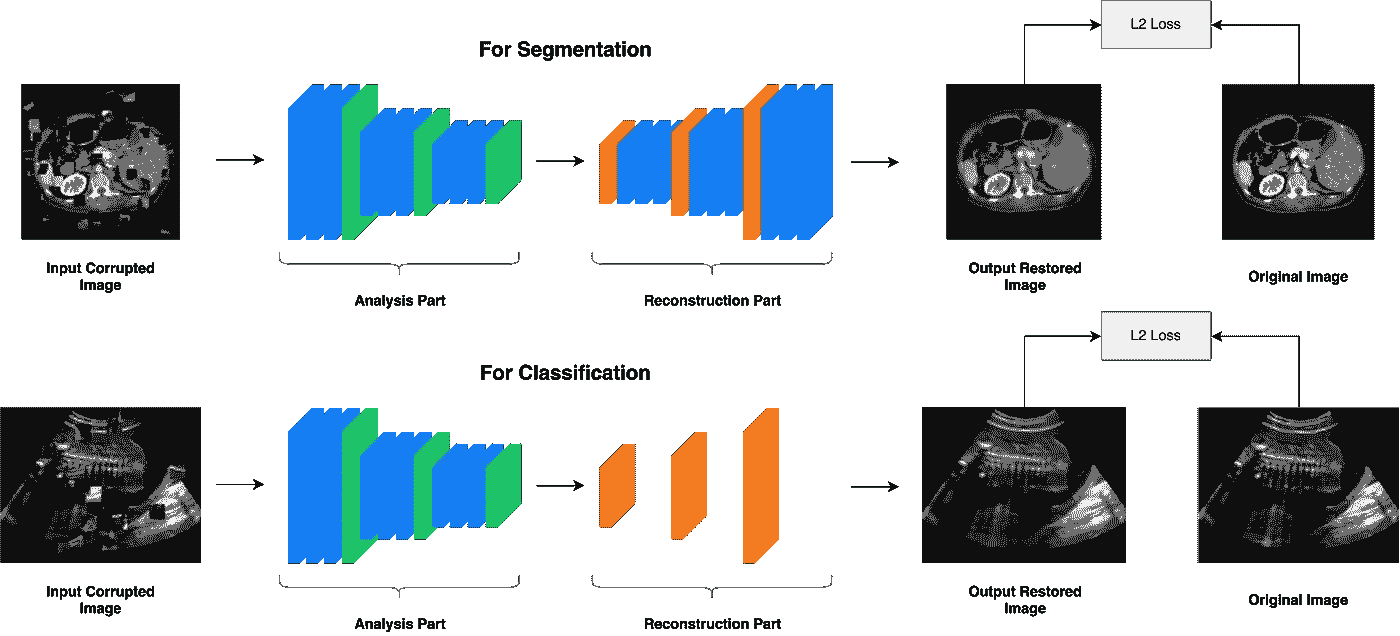 L2 Loss
For Segmentation
Input Corrupted
Image
Analysis Part
Reconstruction Part
Output Restored
Image
Original Image
L2 Loss
For Classification
Input Corrupted
Image
Analysis Part
Reconstruction Part
Output Restored
Image
Original Image